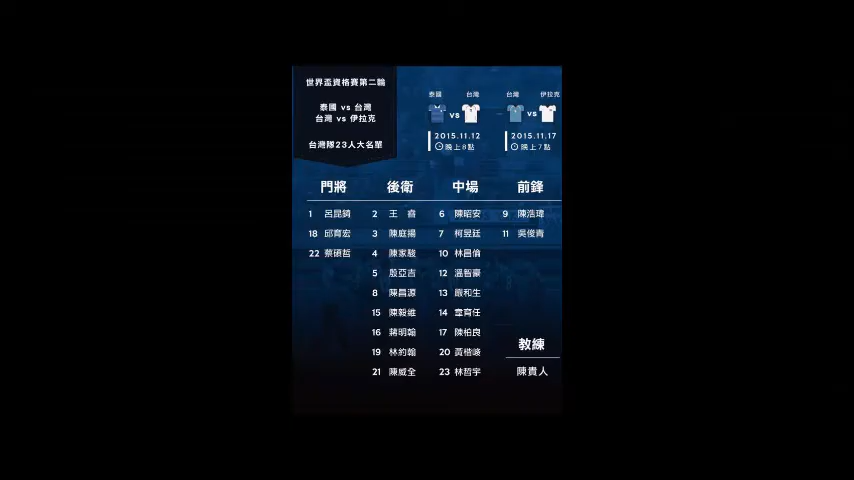 世界盃資格賽第二輪
泰國 vs 台灣
台灣 vs 伊拉克
台灣隊23人大名單
泰國 台灣
vs
2015.11.12
晚上8點
台灣 伊拉克
vs
2015.11.17
晚上7點
門將
1 呂昆錡
18 邱育宏
22 蔡碩哲
後衛
2 王睿
3 陳庭揚
4 陳家駿
5 殷亞吉
8 陳昌源
15 陳毅維
16 蔣明翰
19 林約翰
21 陳威全
中場
6 陳昭安
7 柯昱廷
10 林昌倫
12 溫智豪
13 嚴和生
14 韋育任
17 陳柏良
20 黃楷峻
23 林哲宇
前鋒
9 陳浩瑋
11 吳俊青
教練
陳貴人